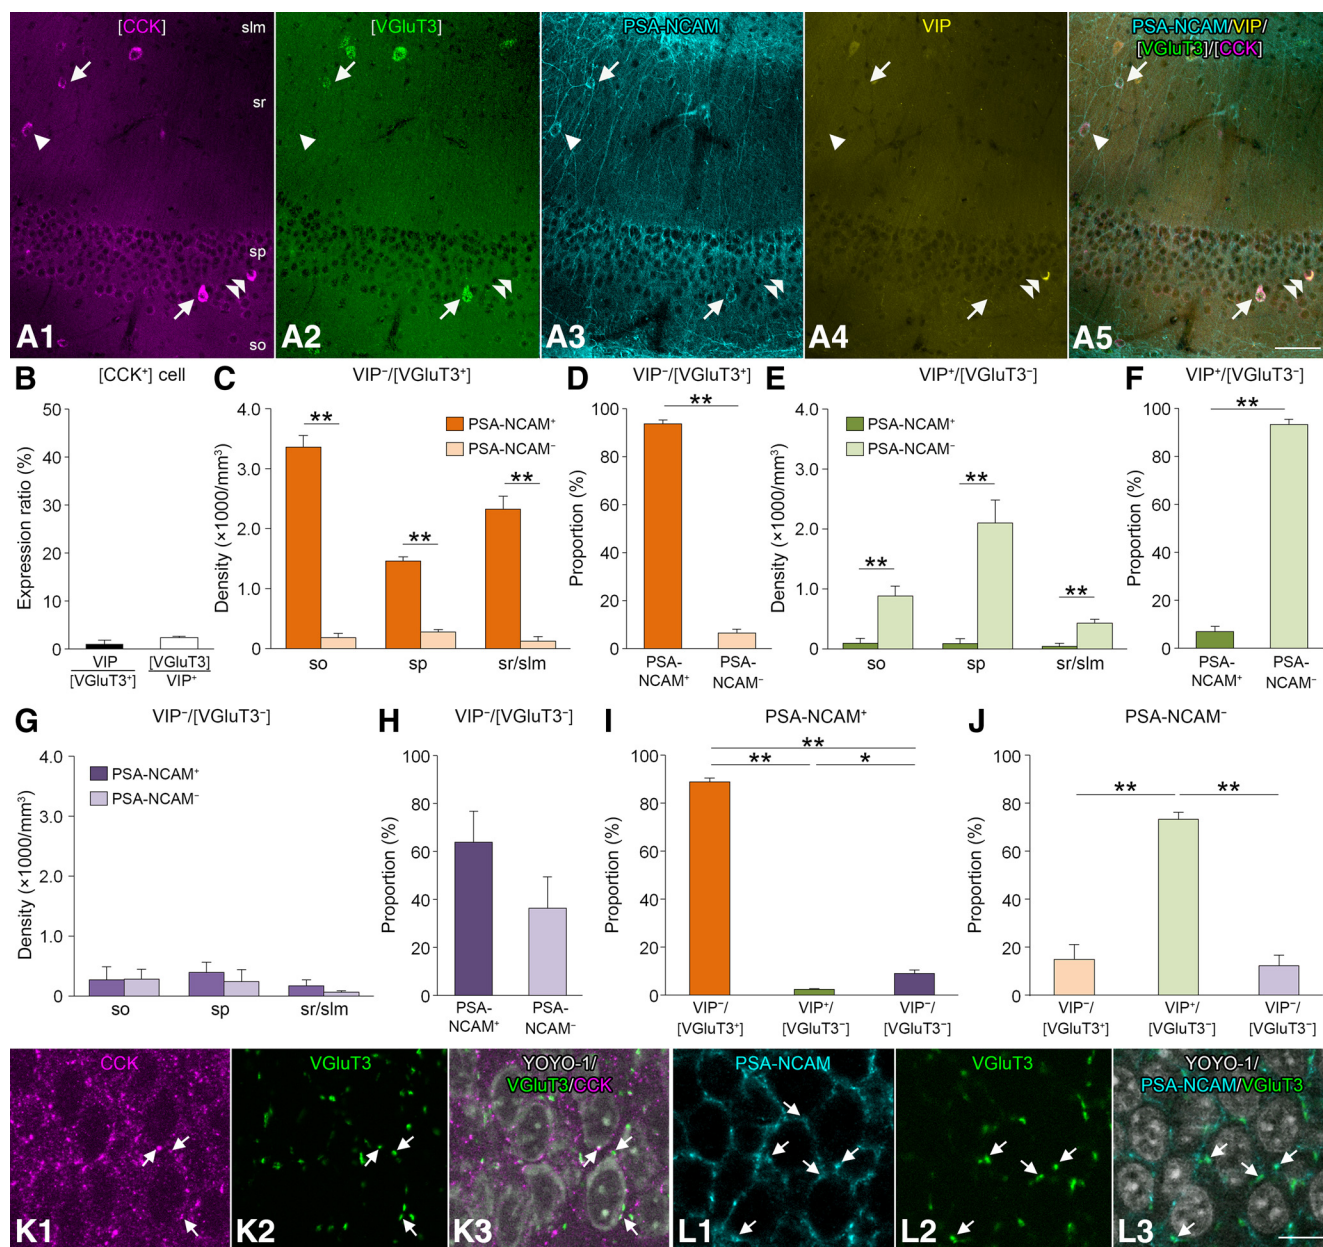 [CCK]
slm
sr
sp
so
A1
[VGluT3]
A2
PSA-NCAM
A3
VIP
A4
PSA-NCAM/VIP/
[VGluT3]/[CCK]
A5
B
[CCK⁺] cell
Expression ratio (%)
50
40
30
20
10
0
VIP
[VGluT3⁺]
[VGluT3]
VIP⁺
C
VIP⁻/[VGluT3⁺]
Density (×1000/mm³)
4.0
3.0
2.0
1.0
0
PSA-NCAM⁺
PSA-NCAM⁻
**
**
**
so
sp
sr/slm
D
VIP⁻/[VGluT3⁺]
Proportion (%)
100
80
60
40
20
0
**
PSA-
NCAM⁺
PSA-
NCAM⁻
E
VIP⁺/[VGluT3⁻]
Density (×1000/mm³)
4.0
3.0
2.0
1.0
0
PSA-NCAM⁺
PSA-NCAM⁻
**
**
**
so
sp
sr/slm
F
VIP⁺/[VGluT3⁻]
Proportion (%)
100
80
60
40
20
0
**
PSA-
NCAM⁺
PSA-
NCAM⁻
G
VIP⁻/[VGluT3⁻]
Density (×1000/mm³)
4.0
3.0
2.0
1.0
0
PSA-NCAM⁺
PSA-NCAM⁻
so
sp
sr/slm
H
VIP⁻/[VGluT3⁻]
Proportion (%)
100
80
60
40
20
0
PSA-
NCAM⁺
PSA-
NCAM⁻
I
PSA-NCAM⁺
Proportion (%)
100
80
60
40
20
0
**
**
*
VIP⁻/
[VGluT3⁺]
VIP⁺/
[VGluT3⁻]
VIP⁻/
[VGluT3⁻]
J
PSA-NCAM⁻
Proportion (%)
100
80
60
40
20
0
**
**
VIP⁻/
[VGluT3⁺]
VIP⁺/
[VGluT3⁻]
VIP⁻/
[VGluT3⁻]
CCK
K1
VGluT3
K2
YOYO-1/
VGluT3/CCK
K3
PSA-NCAM
L1
VGluT3
L2
YOYO-1/
PSA-NCAM/VGluT3
L3